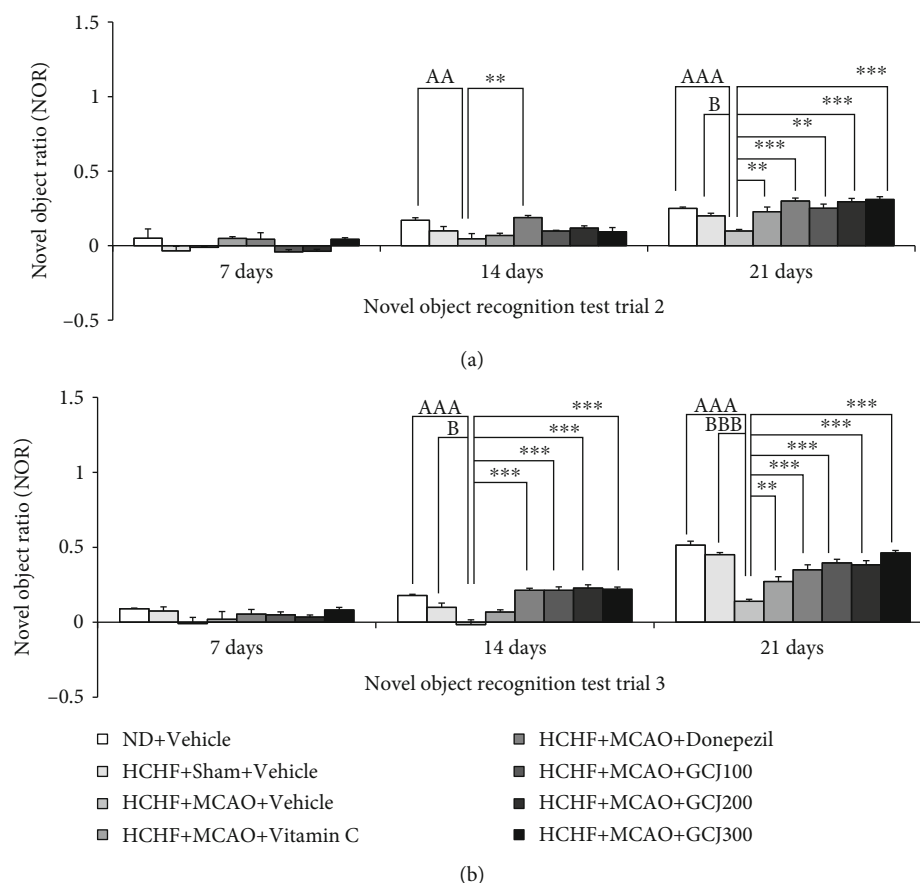 1.5
1
0.5
0
–0.5
Novel object ratio (NOR)
AA
**
AAA
B
**
***
**
***
***
7 days
14 days
21 days
Novel object recognition test trial 2
(a)
1.5
1
0.5
0
–0.5
Novel object ratio (NOR)
AAA
B
***
***
***
***
AAA
BBB
**
***
***
***
***
7 days
14 days
21 days
Novel object recognition test trial 3
ND+Vehicle
HCHF+Sham+Vehicle
HCHF+MCAO+Vehicle
HCHF+MCAO+Vitamin C
HCHF+MCAO+Donepezil
HCHF+MCAO+GCJ100
HCHF+MCAO+GCJ200
HCHF+MCAO+GCJ300
(b)